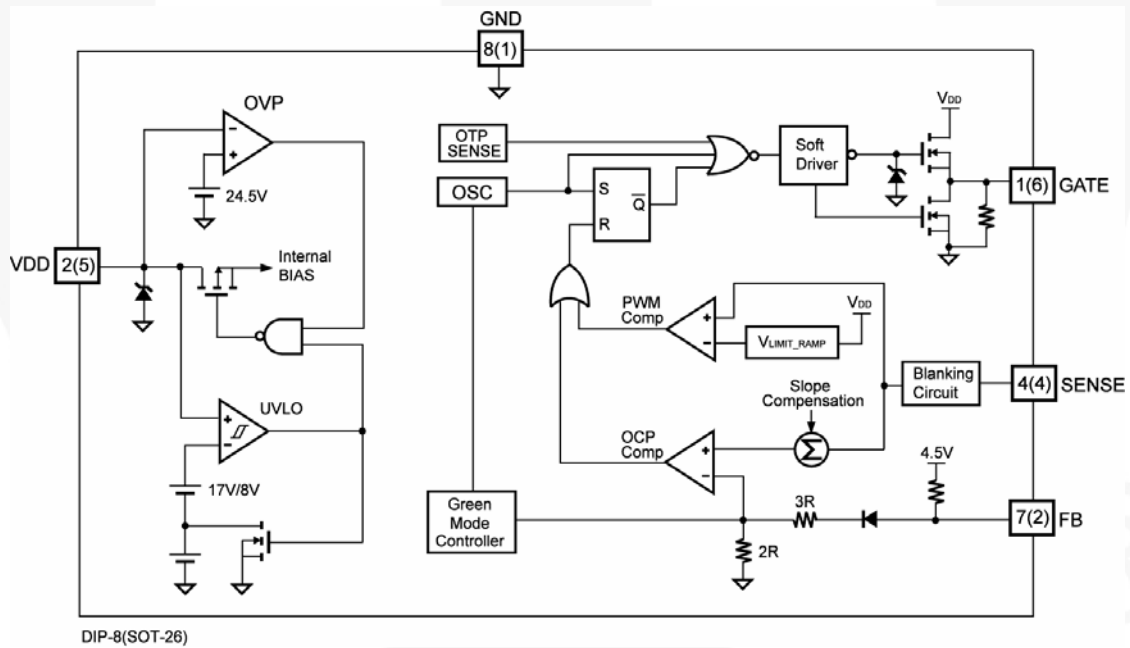 GND
8(1)
OVP
VDD
OTP
SENSE
Soft
Driver
OSC
S
Q
R
1(6)
GATE
24.5V
VDD
2(5)
Internal
BIAS
PWM
Comp
+
-
VDD
VLIMIT_RAMP
Blanking
Circuit
4(4)
SENSE
Slope
Compensation
UVLO
+
-
OCP
Comp
+
-
Σ
4.5V
17V/8V
Green
Mode
Controller
3R
7(2)
FB
2R
-
+
DIP-8(SOT-26)